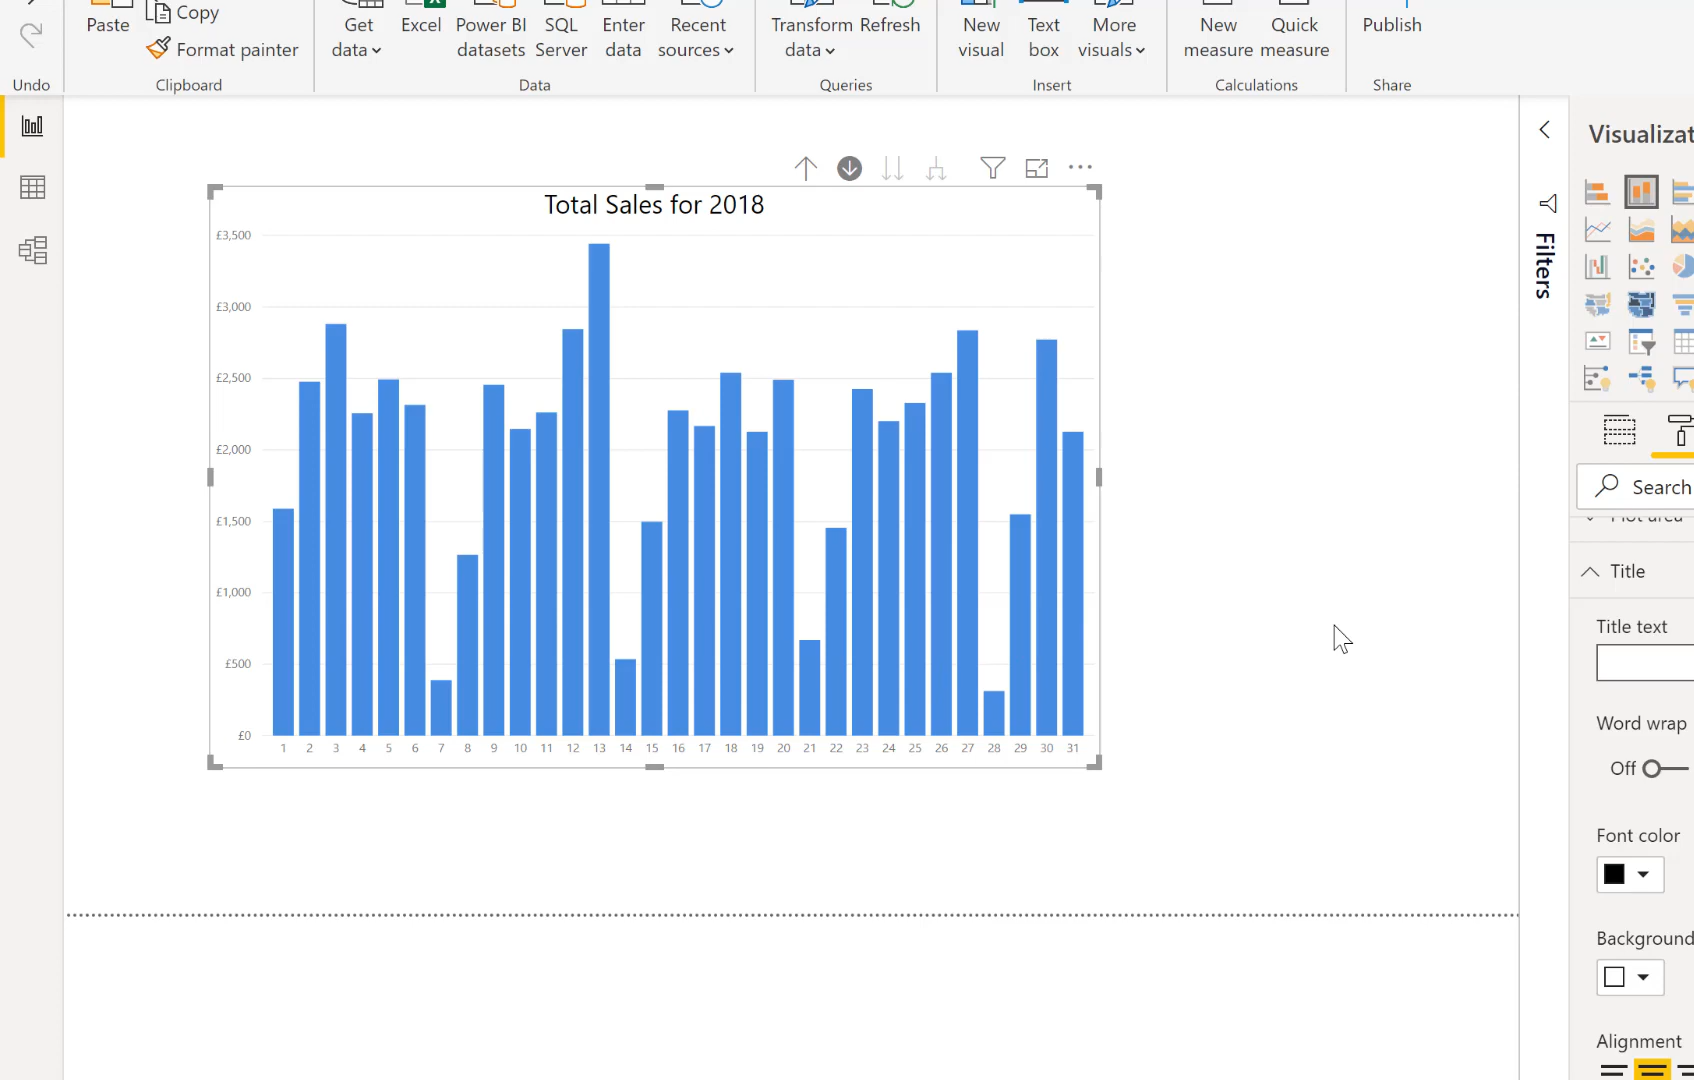 Paste
Copy
Format painter
Undo
Clipboard
Get data
Excel
Power BI datasets
SQL Server
Enter data
Recent sources
Data
Transform data
Refresh
Queries
New visual
Text box
More visuals
Insert
New measure
Quick measure
Calculations
Publish
Share
Total Sales for 2018
£3,500
£3,000
£2,500
£2,000
£1,500
£1,000
£500
£0
1 2 3 4 5 6 7 8 9 10 11 12 13 14 15 16 17 18 19 20 21 22 23 24 25 26 27 28 29 30 31
Filters
Visualizat
Search
Plot area
Title
Title text
Word wrap
Off
Font color
Background
Alignment